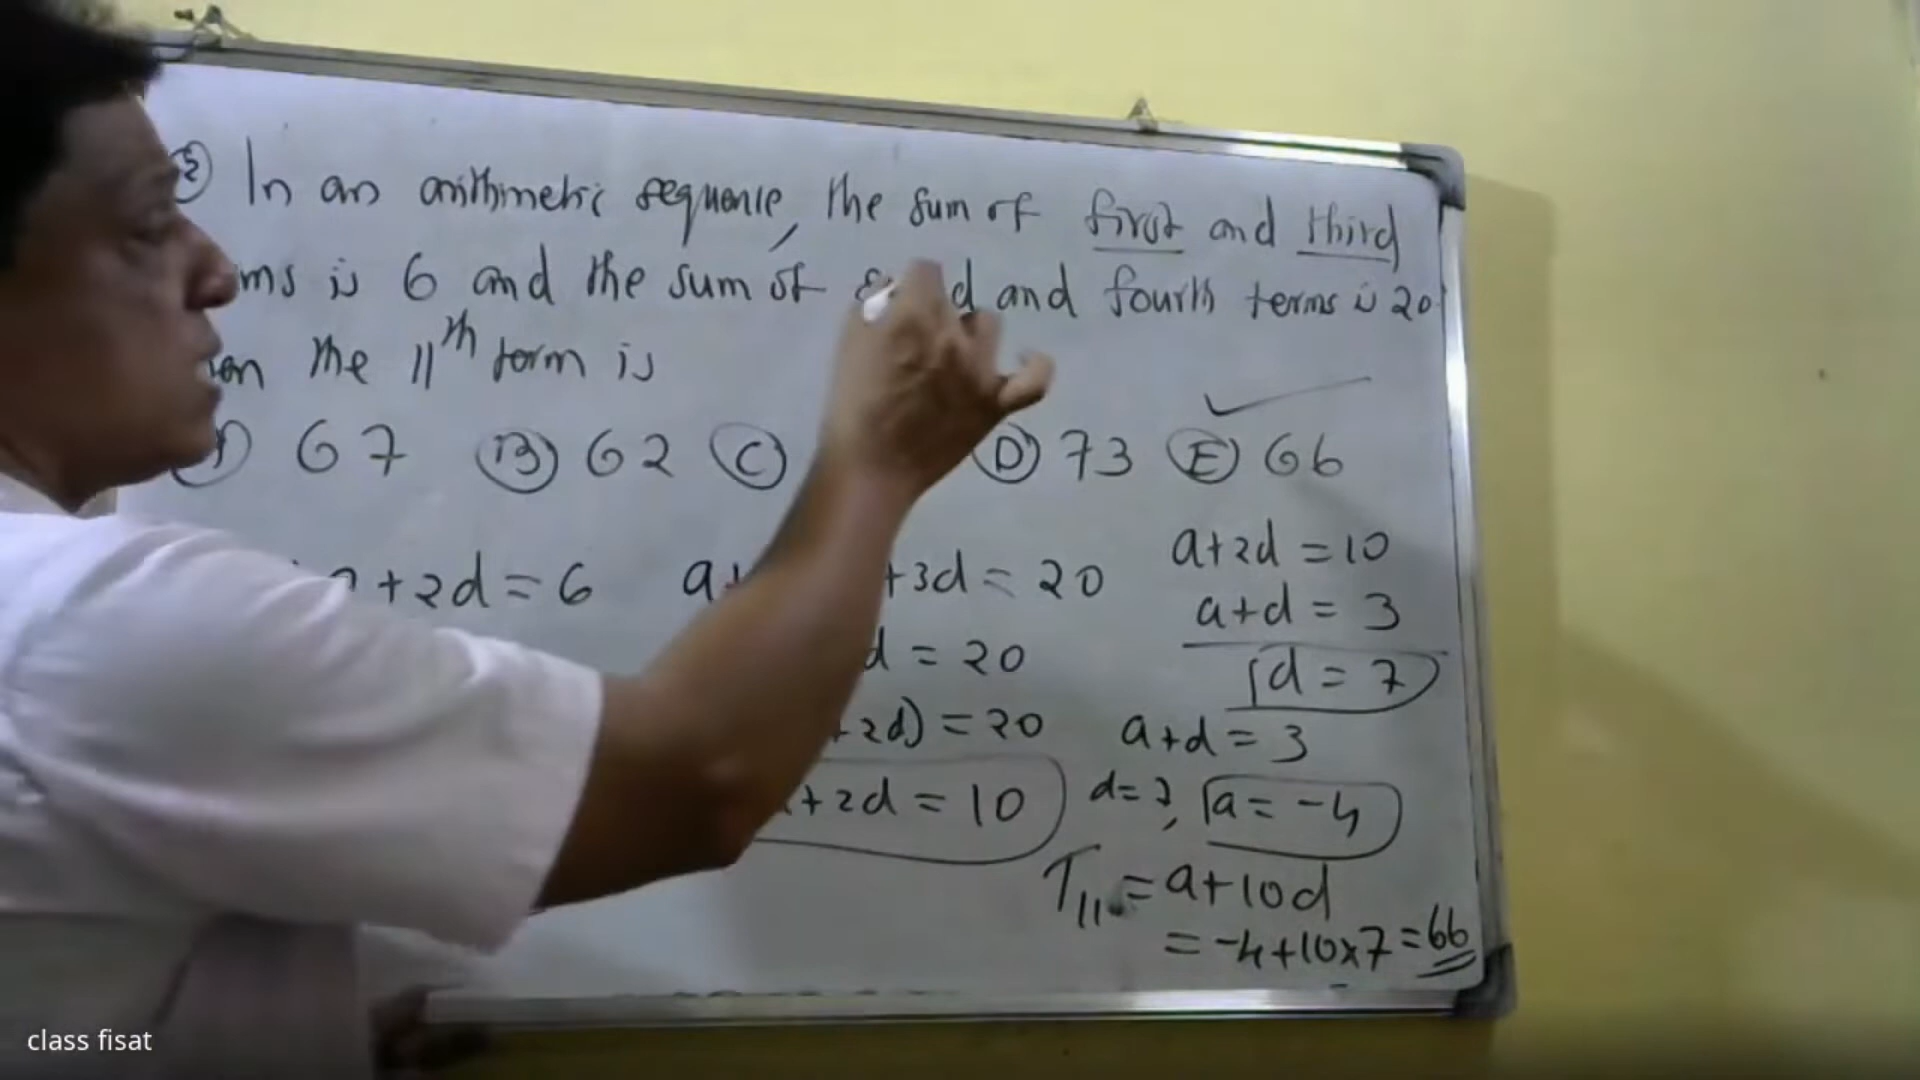 5 In an arithmetic sequence, the sum of first and third
ms is 6 and the sum of d and fourth terms is 20
the 11th term is
67 B 62 C D 73 E 66
+2d = 6
a+ +3d = 20
d = 20
2d) = 20
+2d = 10
a+2d = 10
a+d = 3
d = 7
a+d = 3
d=7, a = -4
T11 = a+10d
= -4+10x7 = 66
class fisat